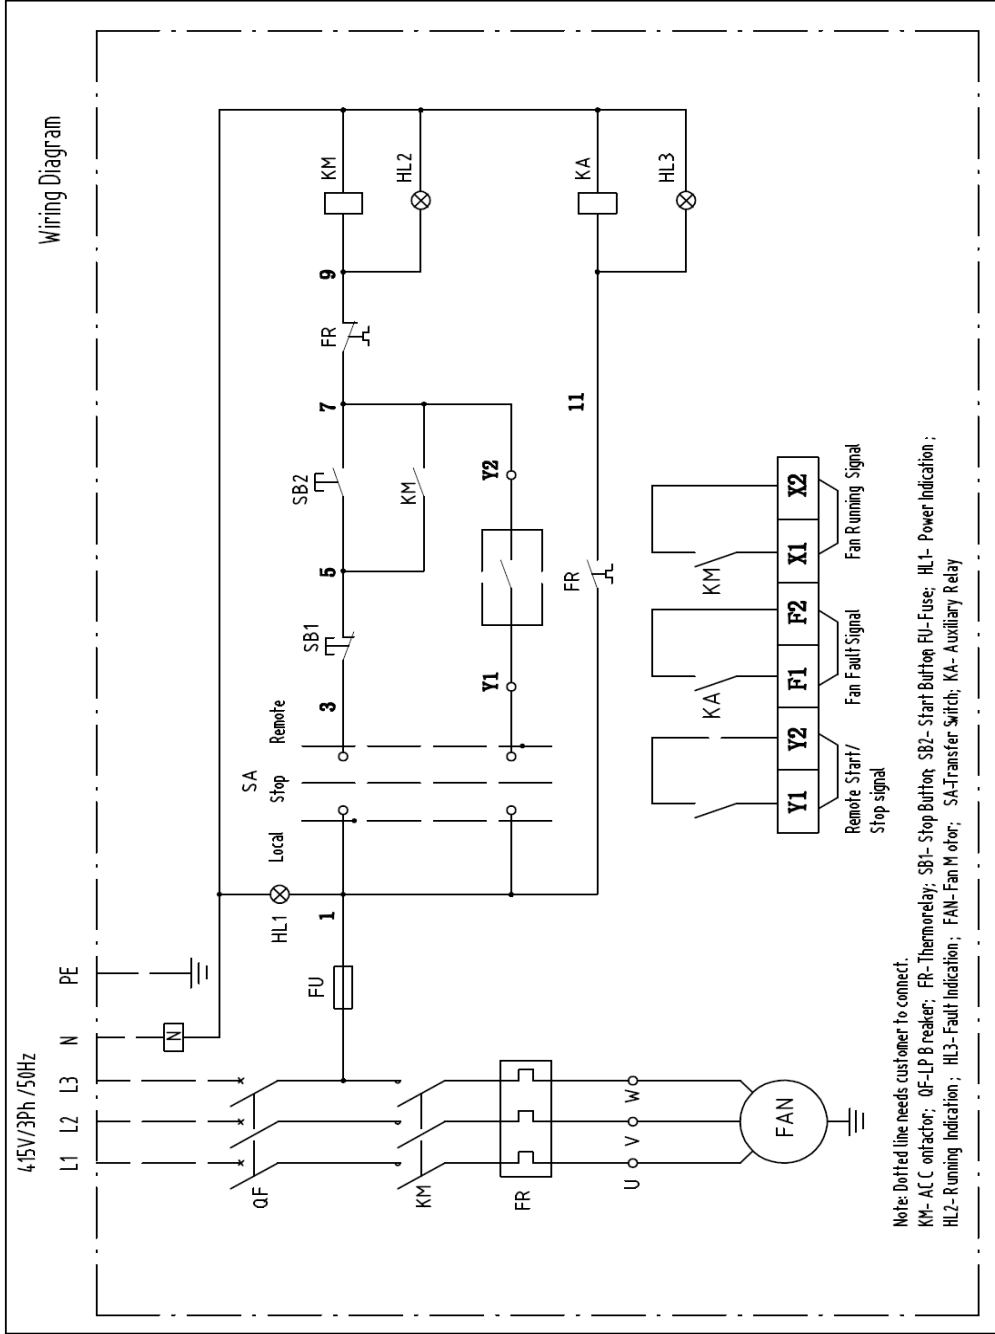 Wiring Diagram
415V/3Ph /50Hz
L1 L2 L3 N PE
N
QF
FU
HL1
1
SA
Local Stop Remote
3
SB1
5
SB2
7
FR
9
KM
HL2
KM
Y1
Y2
FR
11
KA
HL3
KM
FR
U V W
FAN
KA
KM
Y1 Y2 F1 F2 X1 X2
Remote Start/
Stop signal
Fan Fault Signal
Fan Running Signal
Note: Dotted line needs customer to connect.
KM- AC C ontactor; QF-LP B reaker; FR- Thermorelay; SB1- Stop Button; SB2- Start Button; FU-Fuse; HL1- Power Indication ;
HL2- Running Indication ; HL3- Fault Indication ; FAN- Fan M otor; SA-Transfer Switch; KA- Auxiliary Relay